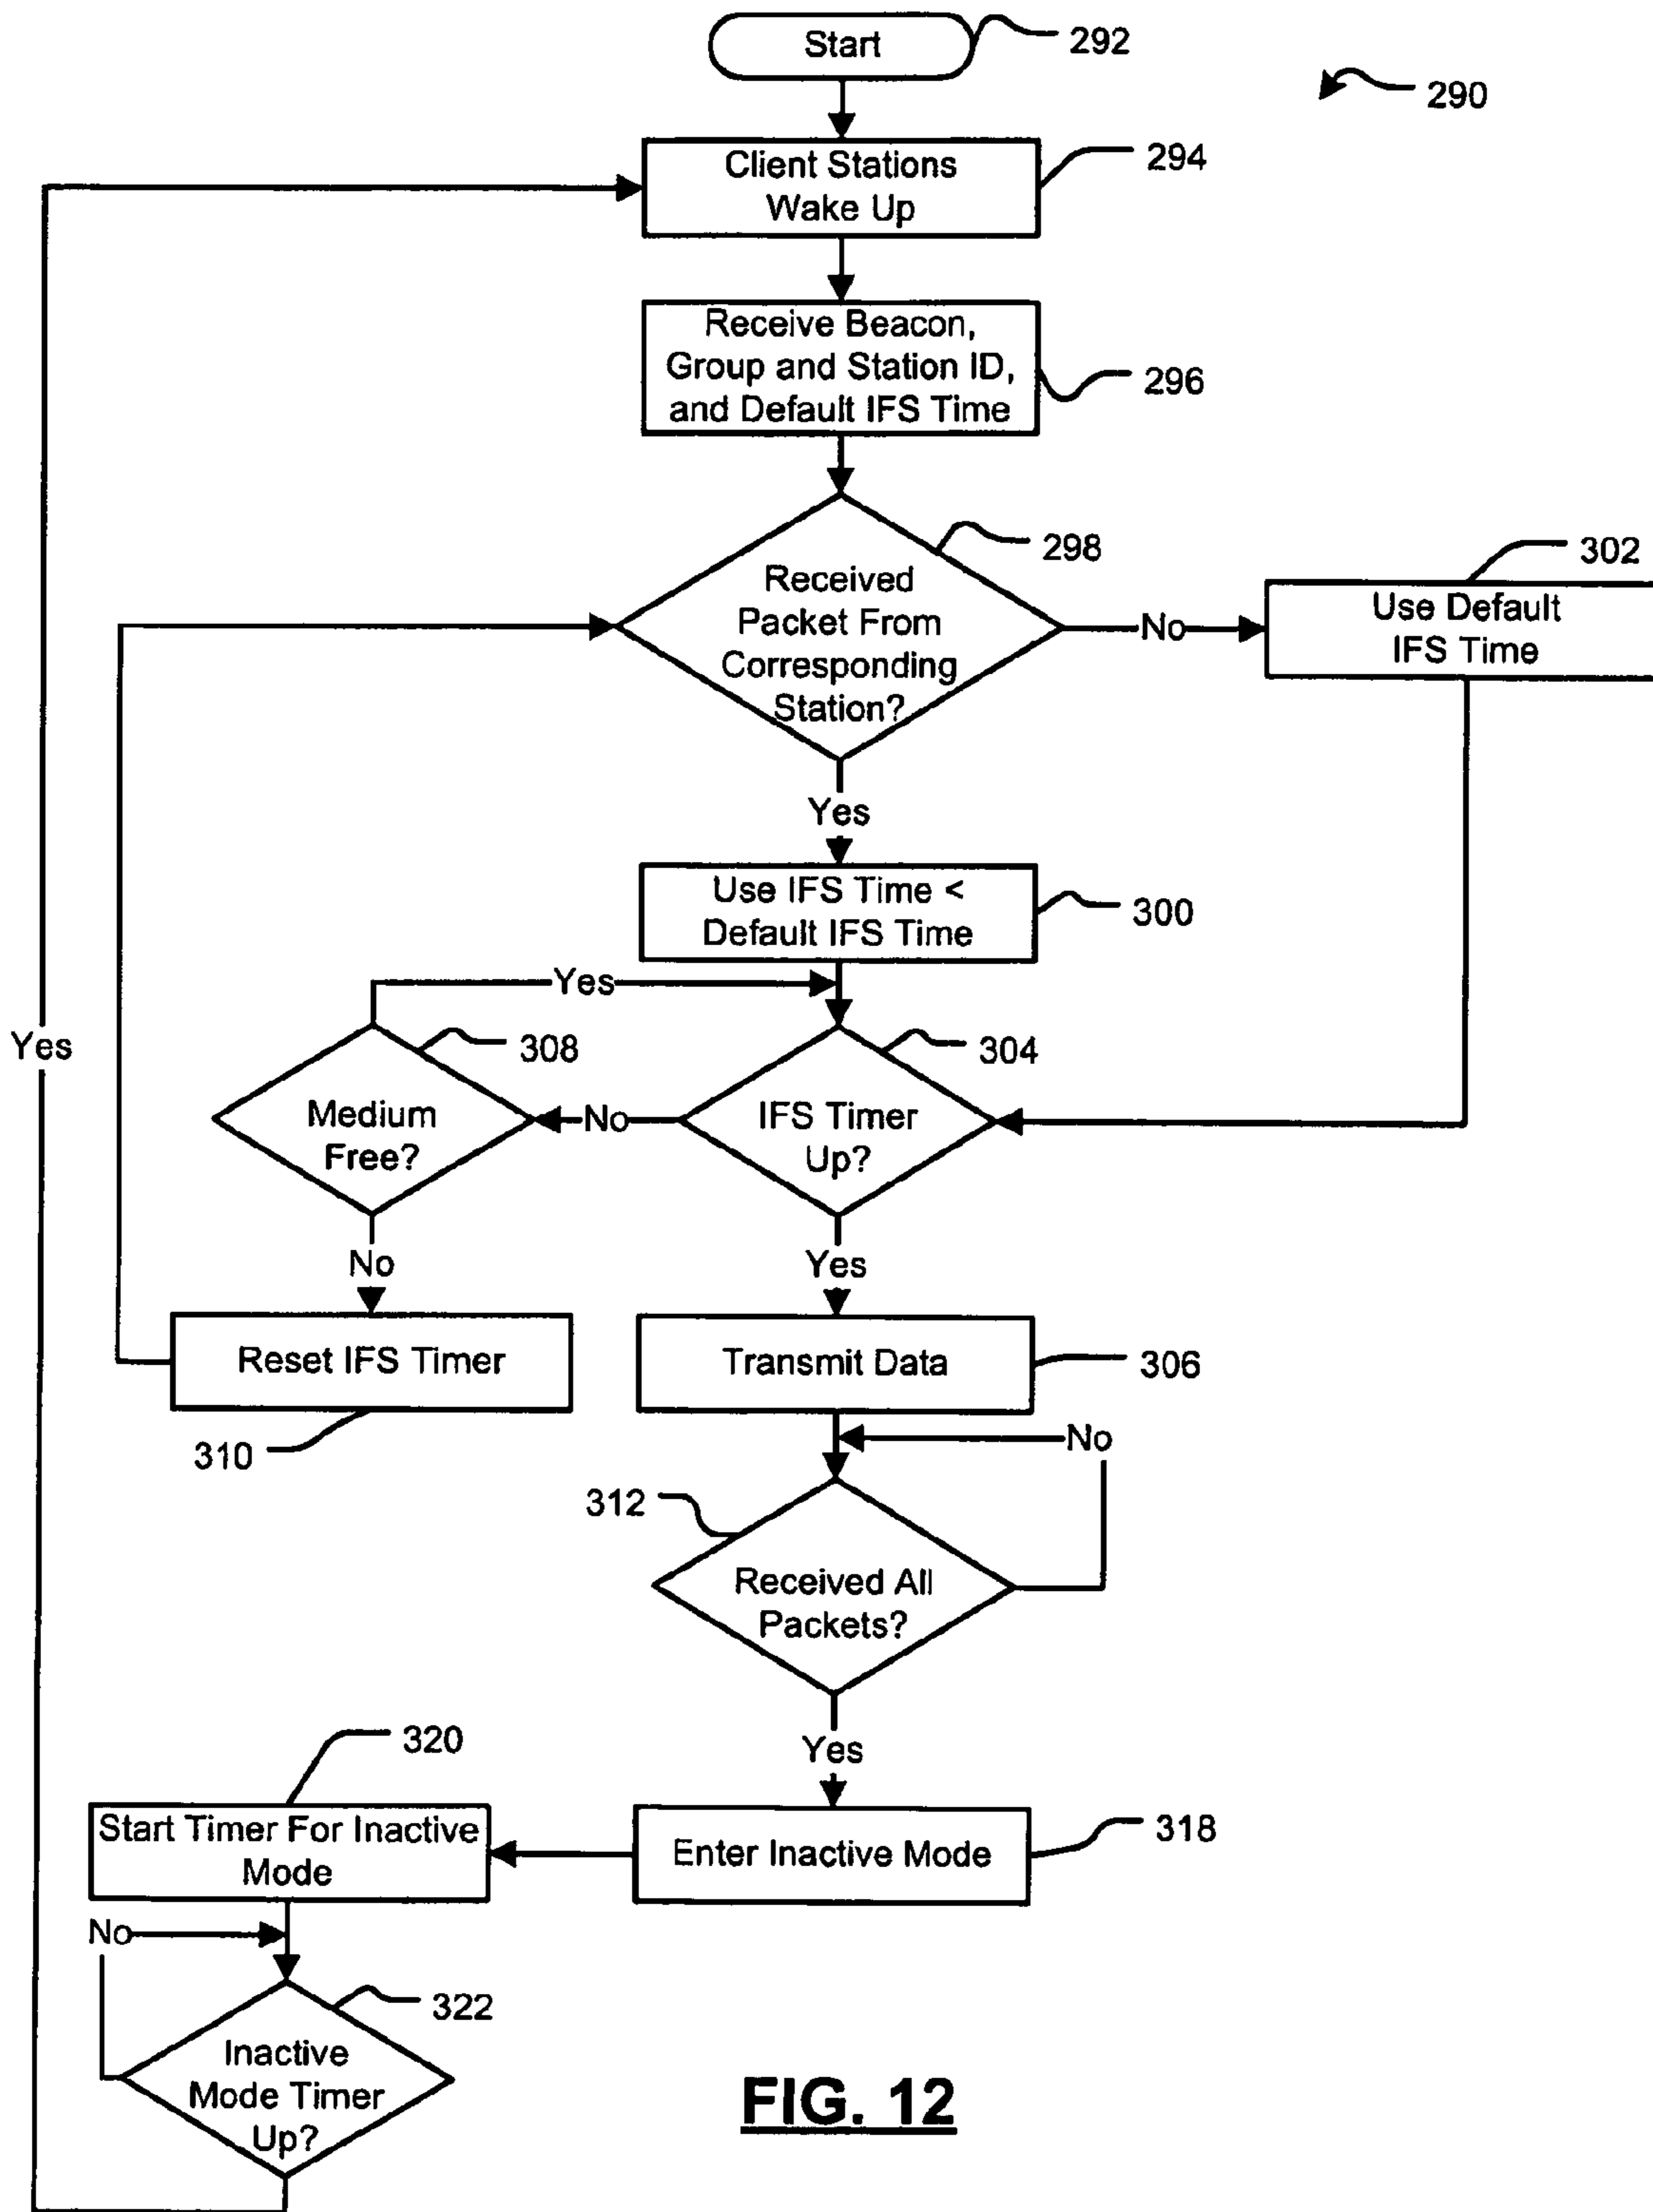 Start
292
290
Client Stations
Wake Up
294
Receive Beacon,
Group and Station ID,
and Default IFS Time
296
298
Received
Packet From
Corresponding
Station?
No
302
Use Default
IFS Time
Yes
Use IFS Time <
Default IFS Time
300
Yes
Yes
308
Medium
Free?
No
304
IFS Timer
Up?
No
Yes
Reset IFS Timer
310
Transmit Data
306
No
312
Received All
Packets?
Yes
320
Start Timer For Inactive
Mode
Enter Inactive Mode
318
No
322
Inactive
Mode Timer
Up?
FIG. 12